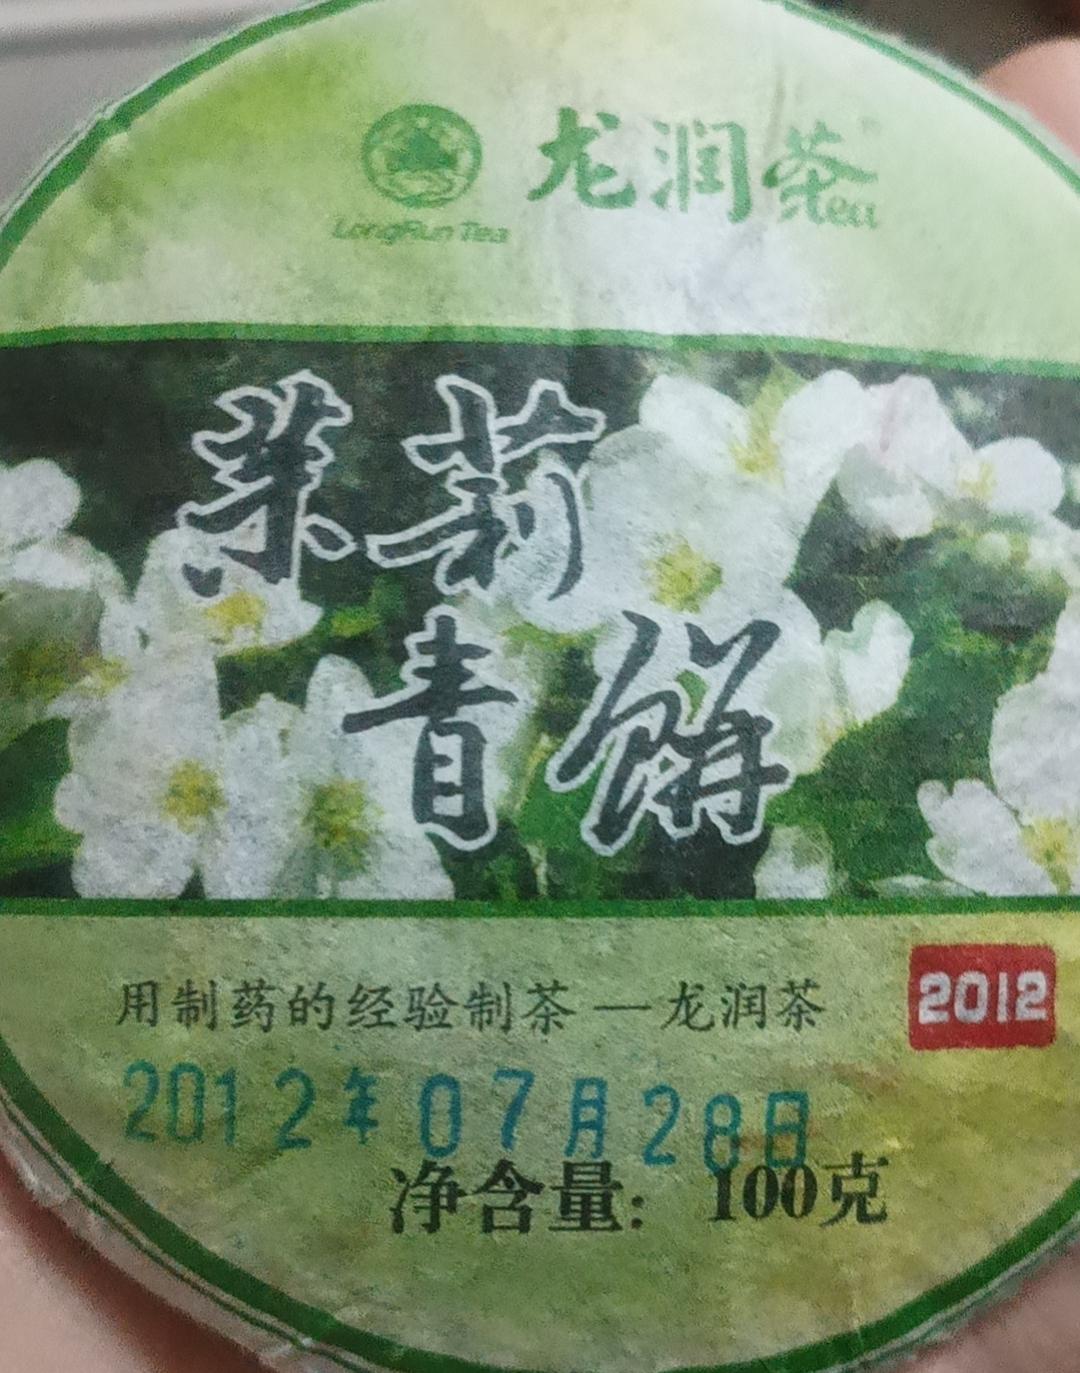 龙润茶
tea
LongRun Tea
茉莉
青饼
用制药的经验制茶 —龙润茶
2012
2012年07月28日
净含量：100克